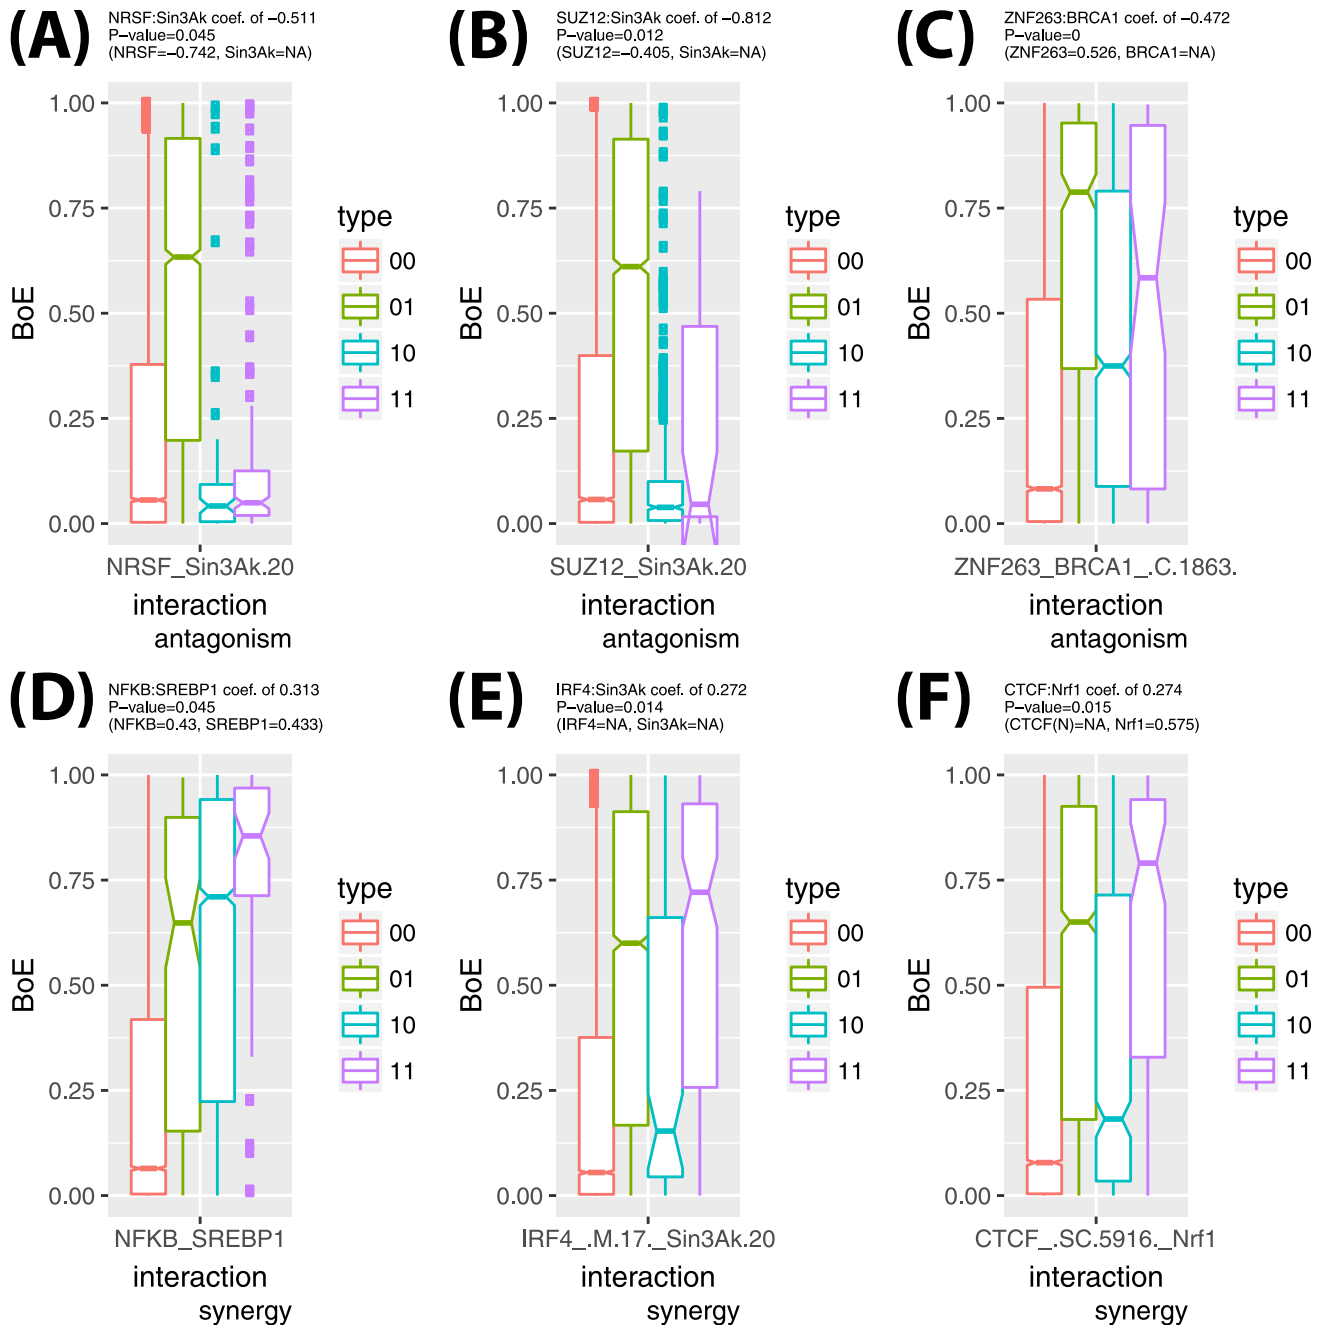 (A)
NRSF:Sin3Ak coef. of −0.511
P−value=0.045
(NRSF=−0.742, Sin3Ak=NA)
1.00
0.75
0.50
0.25
0.00
BoE
NRSF_Sin3Ak.20
interaction
antagonism
type
00
01
10
11
(B)
SUZ12:Sin3Ak coef. of −0.812
P−value=0.012
(SUZ12=−0.405, Sin3Ak=NA)
1.00
0.75
0.50
0.25
0.00
BoE
SUZ12_Sin3Ak.20
interaction
antagonism
type
00
01
10
11
(C)
ZNF263:BRCA1 coef. of −0.472
P−value=0
(ZNF263=0.526, BRCA1=NA)
1.00
0.75
0.50
0.25
0.00
BoE
ZNF263_BRCA1_.C.1863.
interaction
antagonism
type
00
01
10
11
(D)
NFKB:SREBP1 coef. of 0.313
P−value=0.045
(NFKB=0.43, SREBP1=0.433)
1.00
0.75
0.50
0.25
0.00
BoE
NFKB_SREBP1
interaction
synergy
type
00
01
10
11
(E)
IRF4:Sin3Ak coef. of 0.272
P−value=0.014
(IRF4=NA, Sin3Ak=NA)
1.00
0.75
0.50
0.25
0.00
BoE
IRF4_.M.17._Sin3Ak.20
interaction
synergy
type
00
01
10
11
(F)
CTCF:Nrf1 coef. of 0.274
P−value=0.015
(CTCF(N)=NA, Nrf1=0.575)
1.00
0.75
0.50
0.25
0.00
BoE
CTCF_.SC.5916._Nrf1
interaction
synergy
type
00
01
10
11